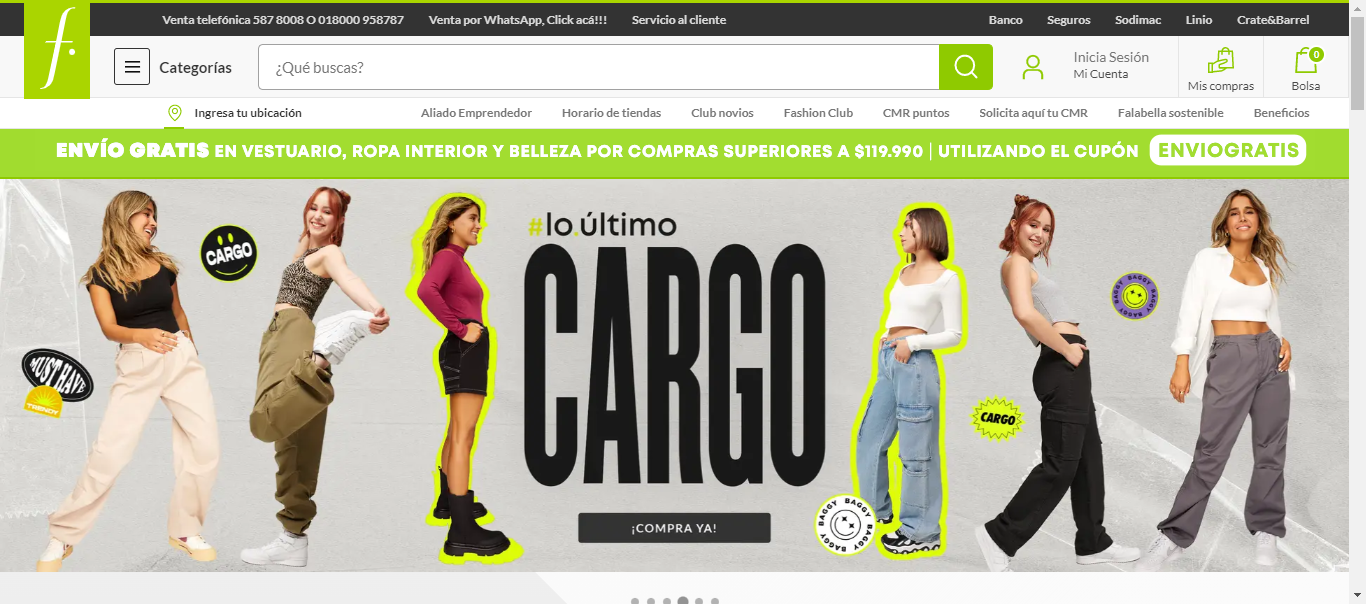 Venta telefónica 587 8008 O 018000 958787
Venta por WhatsApp, Click acá!!!
Servicio al cliente
Banco
Seguros
Sodimac
Linio
Crate&Barrel
f.
Categorías
¿Qué buscas?
Inicia Sesión
Mi Cuenta
Mis compras
0
Bolsa
Ingresa tu ubicación
Aliado Emprendedor
Horario de tiendas
Club novios
Fashion Club
CMR puntos
Solicita aquí tu CMR
Falabella sostenible
Beneficios
ENVÍO GRATIS EN VESTUARIO, ROPA INTERIOR Y BELLEZA POR COMPRAS SUPERIORES A $119.990 | UTILIZANDO EL CUPÓN ENVIOGRATIS
#lo.último
CARGO
¡COMPRA YA!
CARGO
MUST HAVE
TRENDY
BAGGY BAGGY BAGGY
CARGO
BAGGY BAGGY BAGGY